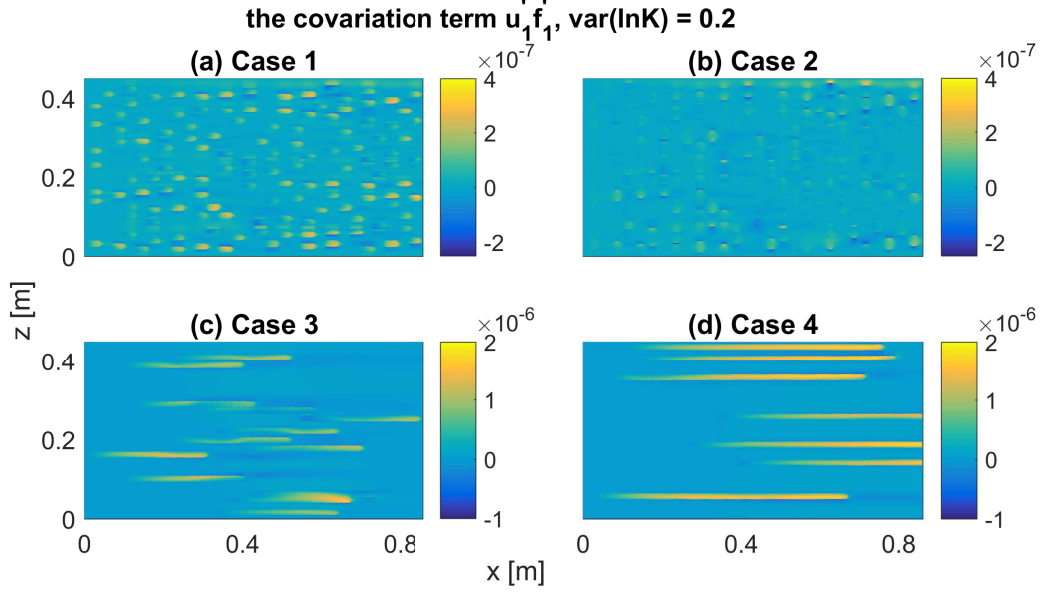 the covariation term u₁f₁, var(lnK) = 0.2
(a) Case 1
×10⁻⁷
(b) Case 2
×10⁻⁷
0.4
0.2
0
4
2
0
-2
4
2
0
-2
z [m]
(c) Case 3
×10⁻⁶
(d) Case 4
×10⁻⁶
0.4
0.2
0
2
1
0
-1
2
1
0
-1
0 0.4 0.8
0 0.4 0.8
x [m]